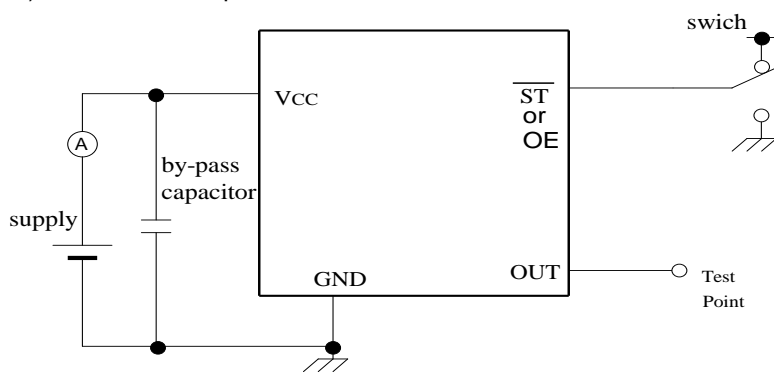 swich
VCC
ST
or
OE
A
by-pass
capacitor
supply
GND
OUT
Test
Point